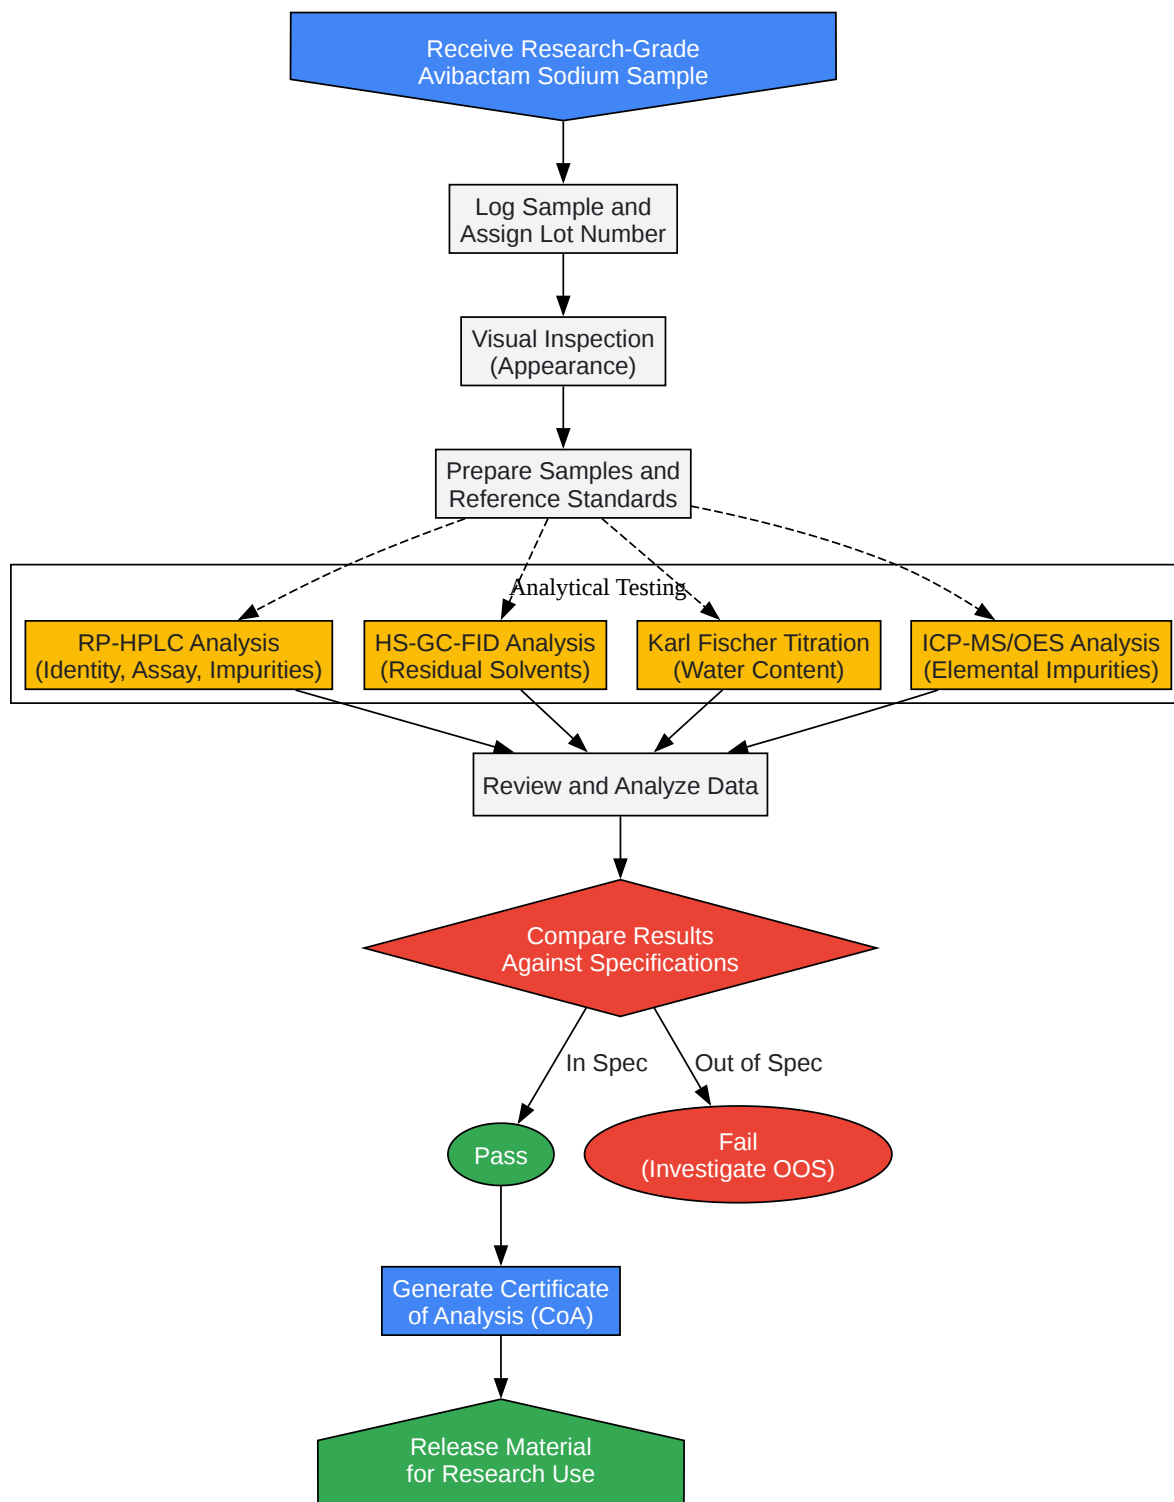 Receive Research-Grade
Avibactam Sodium Sample
Log Sample and
Assign Lot Number
Visual Inspection
(Appearance)
Prepare Samples and
Reference Standards
Analytical Testing
RP-HPLC Analysis
(Identity, Assay, Impurities)
HS-GC-FID Analysis
(Residual Solvents)
Karl Fischer Titration
(Water Content)
ICP-MS/OES Analysis
(Elemental Impurities)
Review and Analyze Data
Compare Results
Against Specifications
In Spec
Out of Spec
Pass
Fail
(Investigate OOS)
Generate Certificate
of Analysis (CoA)
Release Material
for Research Use